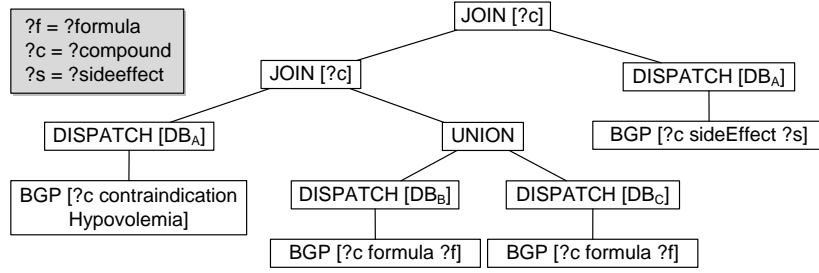 ?f = ?formula
?c = ?compound
?s = ?sideeffect
JOIN [?c]
JOIN [?c]
DISPATCH [DBA]
DISPATCH [DBA]
UNION
BGP [?c sideEffect ?s]
BGP [?c contraindication
Hypovolemia]
DISPATCH [DBB]
DISPATCH [DBC]
BGP [?c formula ?f]
BGP [?c formula ?f]